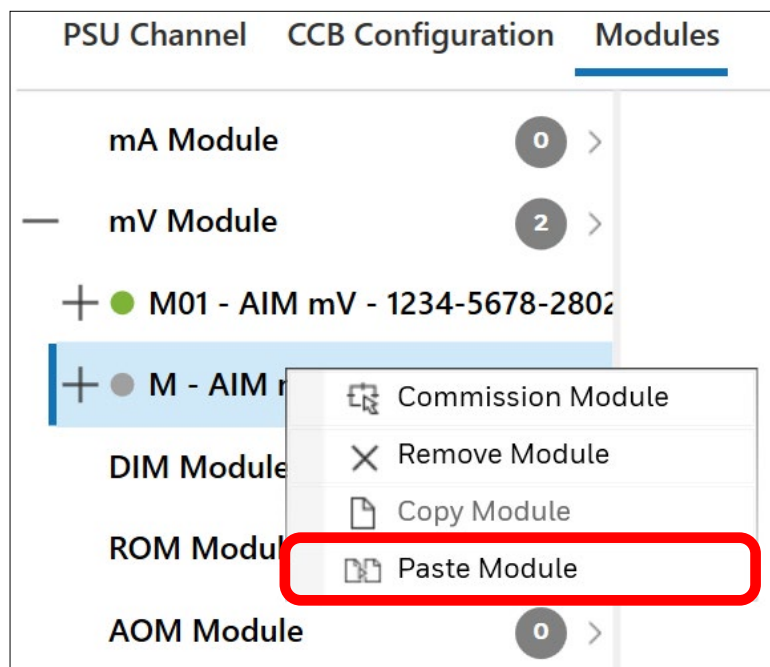 PSU Channel CCB Configuration Modules
mA Module 0
mV Module 2
M01 - AIM mV - 1234-5678-2802
M - AIM
Commission Module
Remove Module
DIM Module
Copy Module
ROM Modul
Paste Module
AOM Module 0